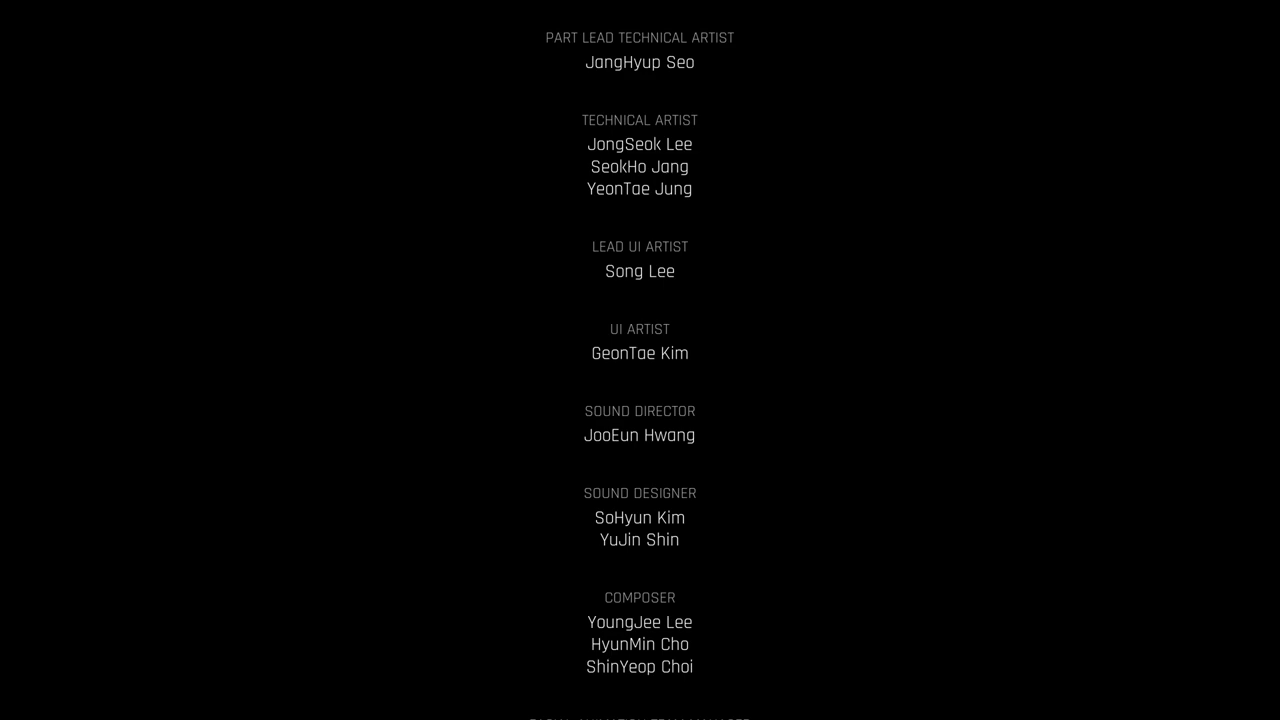 PART LEAD TECHNICAL ARTIST
JangHyup Seo
TECHNICAL ARTIST
JongSeok Lee
SeokHo Jang
YeonTae Jung
LEAD UI ARTIST
Song Lee
UI ARTIST
GeonTae Kim
SOUND DIRECTOR
JooEun Hwang
SOUND DESIGNER
SoHyun Kim
YuJin Shin
COMPOSER
YoungJee Lee
HyunMin Cho
ShinYeop Choi